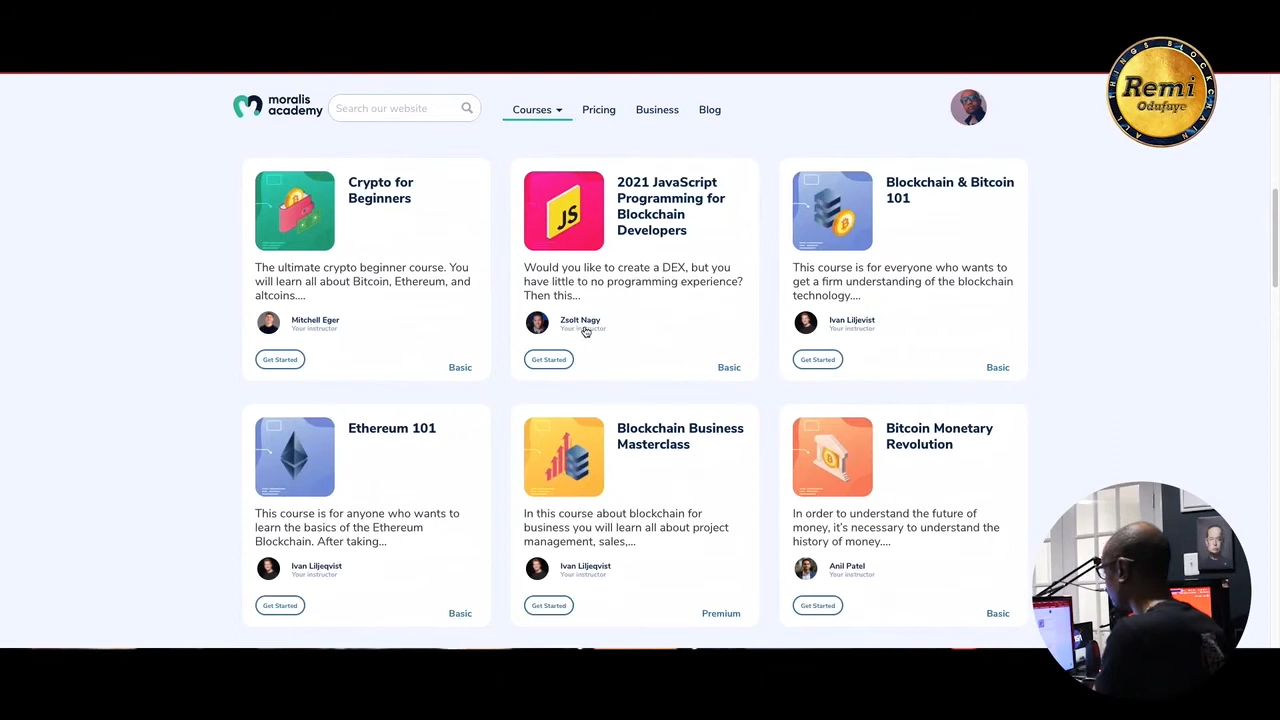 ALL THINGS BLOCKCHAIN
Remi
Odufuye
moralis
academy
Search our website
Courses
Pricing
Business
Blog
Crypto for
Beginners
The ultimate crypto beginner course. You
will learn all about Bitcoin, Ethereum, and
altcoins....
Mitchell Eger
Your instructor
Get Started
Basic
JS
2021 JavaScript
Programming for
Blockchain
Developers
Would you like to create a DEX, but you
have little to no programming experience?
Then this...
Zsolt Nagy
Your instructor
Get Started
Basic
Blockchain & Bitcoin
101
This course is for everyone who wants to
get a firm understanding of the blockchain
technology....
Ivan Liljevist
Your instructor
Get Started
Basic
Ethereum 101
This course is for anyone who wants to
learn the basics of the Ethereum
Blockchain. After taking...
Ivan Liljeqvist
Your instructor
Get Started
Basic
Blockchain Business
Masterclass
In this course about blockchain for
business you will learn all about project
management, sales,...
Ivan Liljeqvist
Your instructor
Get Started
Premium
Bitcoin Monetary
Revolution
In order to understand the future of
money, it's necessary to understand the
history of money....
Anil Patel
Your instructor
Get Started
Basic